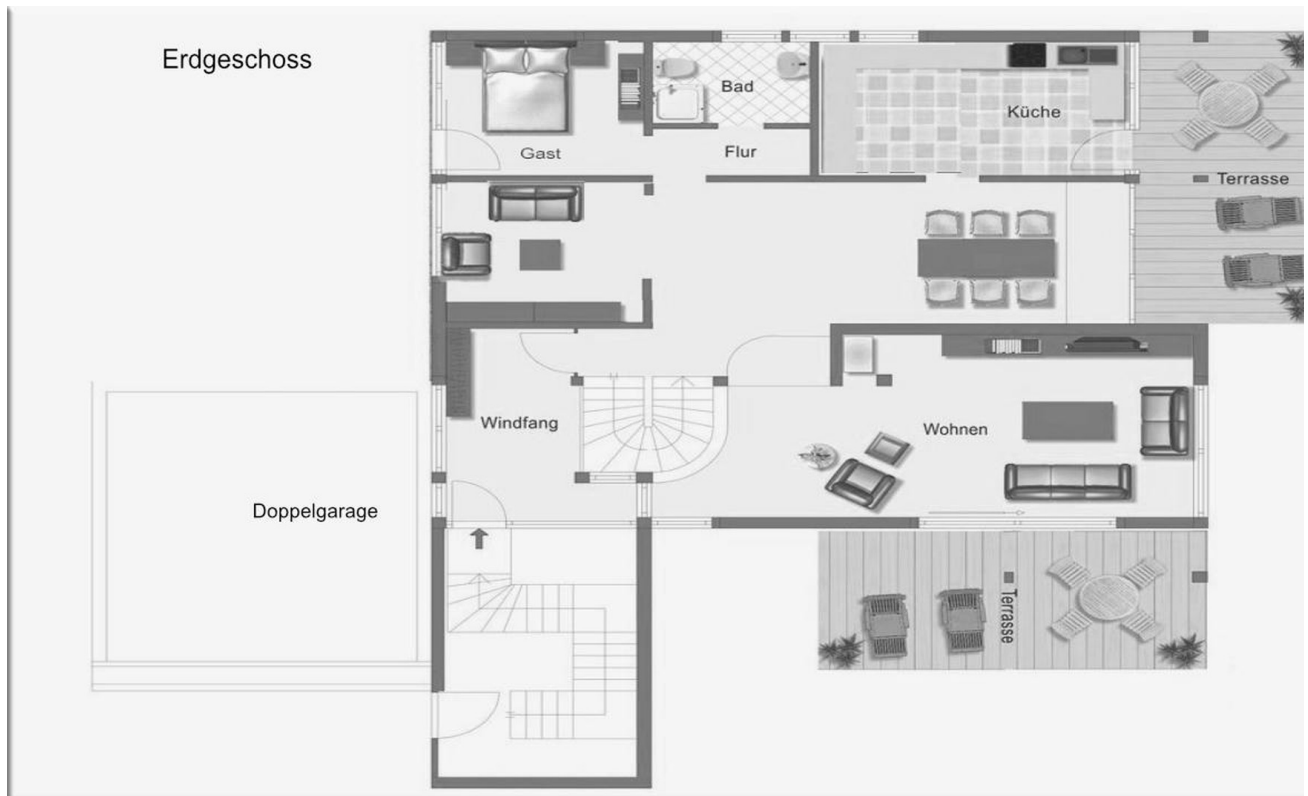 Erdgeschoss
Bad
Küche
Gast
Flur
Terrasse
Windfang
Wohnen
Doppelgarage
Terrasse